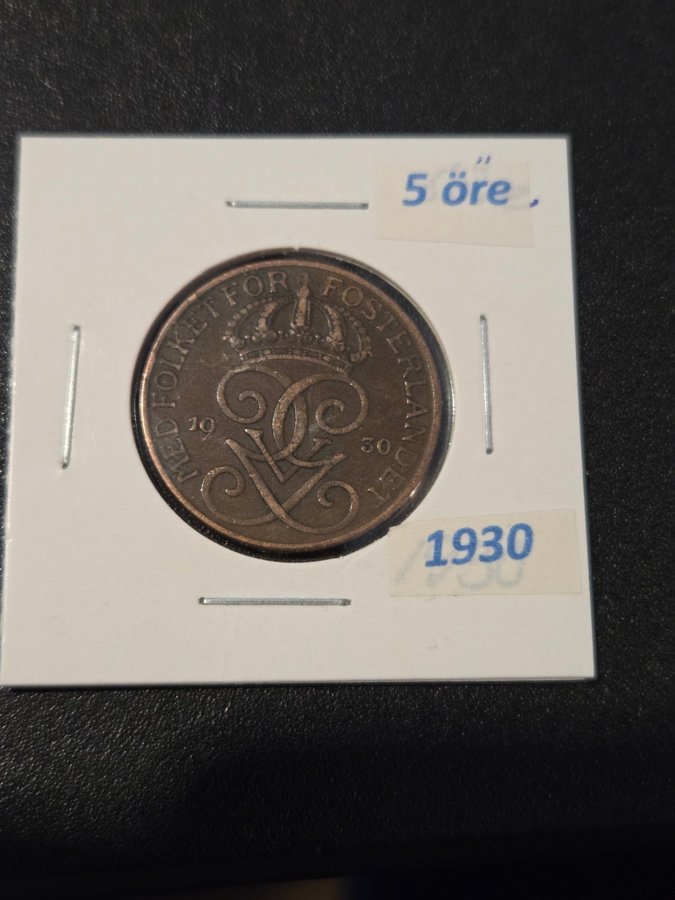 5 öre
MED FOLKET FÖR FOSTERLANDET
19 30
1930